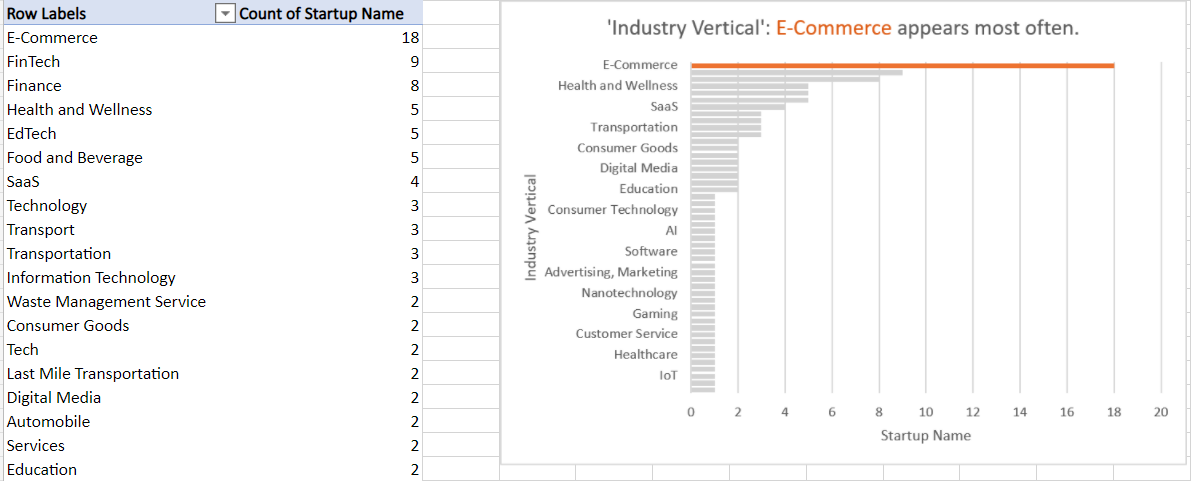 Row Labels Count of Startup Name
E-Commerce 18
FinTech 9
Finance 8
Health and Wellness 5
EdTech 5
Food and Beverage 5
SaaS 4
Technology 3
Transport 3
Transportation 3
Information Technology 3
Waste Management Service 2
Consumer Goods 2
Tech 2
Last Mile Transportation 2
Digital Media 2
Automobile 2
Services 2
Education 2
'Industry Vertical': E-Commerce appears most often.
Industry Vertical
E-Commerce
Health and Wellness
SaaS
Transportation
Consumer Goods
Digital Media
Education
Consumer Technology
AI
Software
Advertising, Marketing
Nanotechnology
Gaming
Customer Service
Healthcare
IoT
0 2 4 6 8 10 12 14 16 18 20
Startup Name